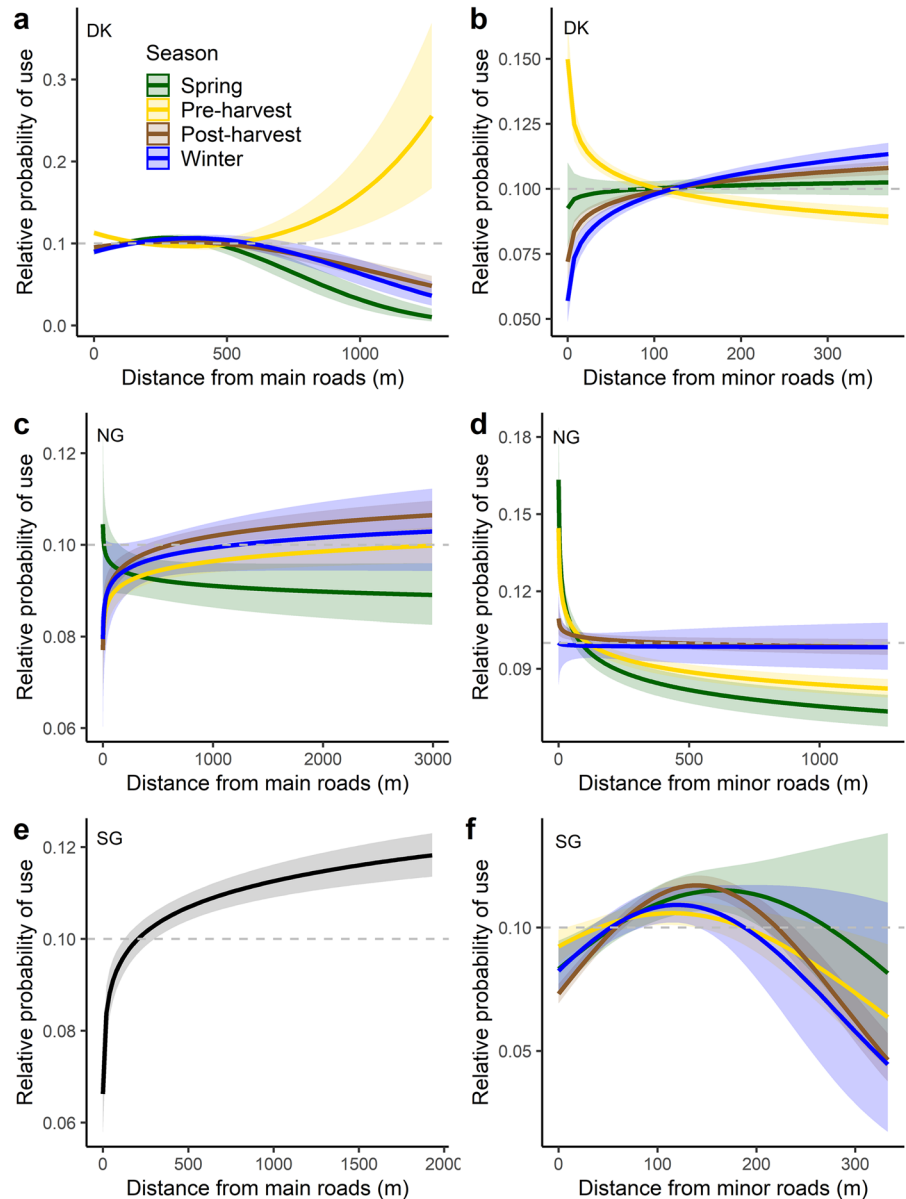 a
DK
Season
Spring
Pre-harvest
Post-harvest
Winter
Relative probability of use
0.3
0.2
0.1
0.0
0
500
1000
Distance from main roads (m)
b
DK
Relative probability of use
0.150
0.125
0.100
0.075
0.050
0
100
200
300
Distance from minor roads (m)
c
NG
Relative probability of use
0.12
0.10
0.08
0.06
0
1000
2000
3000
Distance from main roads (m)
d
NG
Relative probability of use
0.18
0.15
0.12
0.09
0
500
1000
Distance from minor roads (m)
e
SG
Relative probability of use
0.12
0.10
0.08
0.06
0
500
1000
1500
2000
Distance from main roads (m)
f
SG
Relative probability of use
0.10
0.05
0
100
200
300
Distance from minor roads (m)